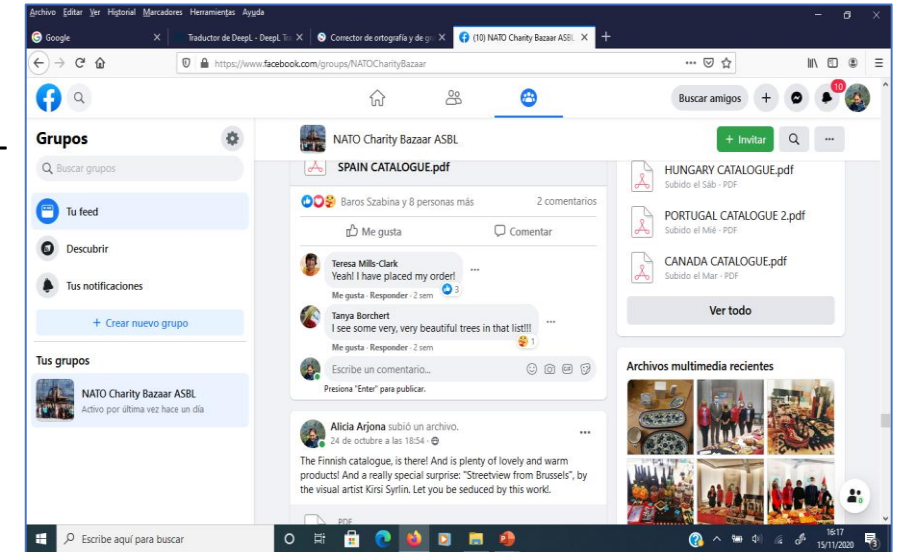 Archivo Editar Ver Historial Marcadores Herramientas Ayuda
Google
Traductor de DeepL - DeepL Tr
Corrector de ortografía y de g
(10) NATO Charity Bazaar ASBL
https://www.facebook.com/groups/NATOCharityBazaar
Buscar amigos
10
Grupos
Buscar grupos
Tu feed
Descubrir
Tus notificaciones
+ Crear nuevo grupo
Tus grupos
NATO Charity Bazaar ASBL
Activo por última vez hace un día
NATO Charity Bazaar ASBL
+ Invitar
SPAIN CATALOGUE.pdf
Baros Szabina y 8 personas más
2 comentarios
Me gusta
Comentar
Teresa Mills-Clark
Yeah! I have placed my order!
3
Me gusta · Responder · 2 sem
Tanya Borchert
I see some very, very beautiful trees in that list!!!
1
Me gusta · Responder · 2 sem
Escribe un comentario...
GIF
Presiona "Enter" para publicar.
Alicia Arjona subió un archivo.
24 de octubre a las 18:54 ·
The Finnish catalogue, is there! And is plenty of lovely and warm
products! And a really special surprise: "Streetview from Brussels", by
the visual artist Kirsi Syrlin. Let you be seduced by this work!.
PDF
HUNGARY CATALOGUE.pdf
Subido el Sáb · PDF
PORTUGAL CATALOGUE 2.pdf
Subido el Mié · PDF
CANADA CATALOGUE.pdf
Subido el Mar · PDF
Ver todo
Archivos multimedia recientes
Escribe aquí para buscar
16:17
15/11/2020
3